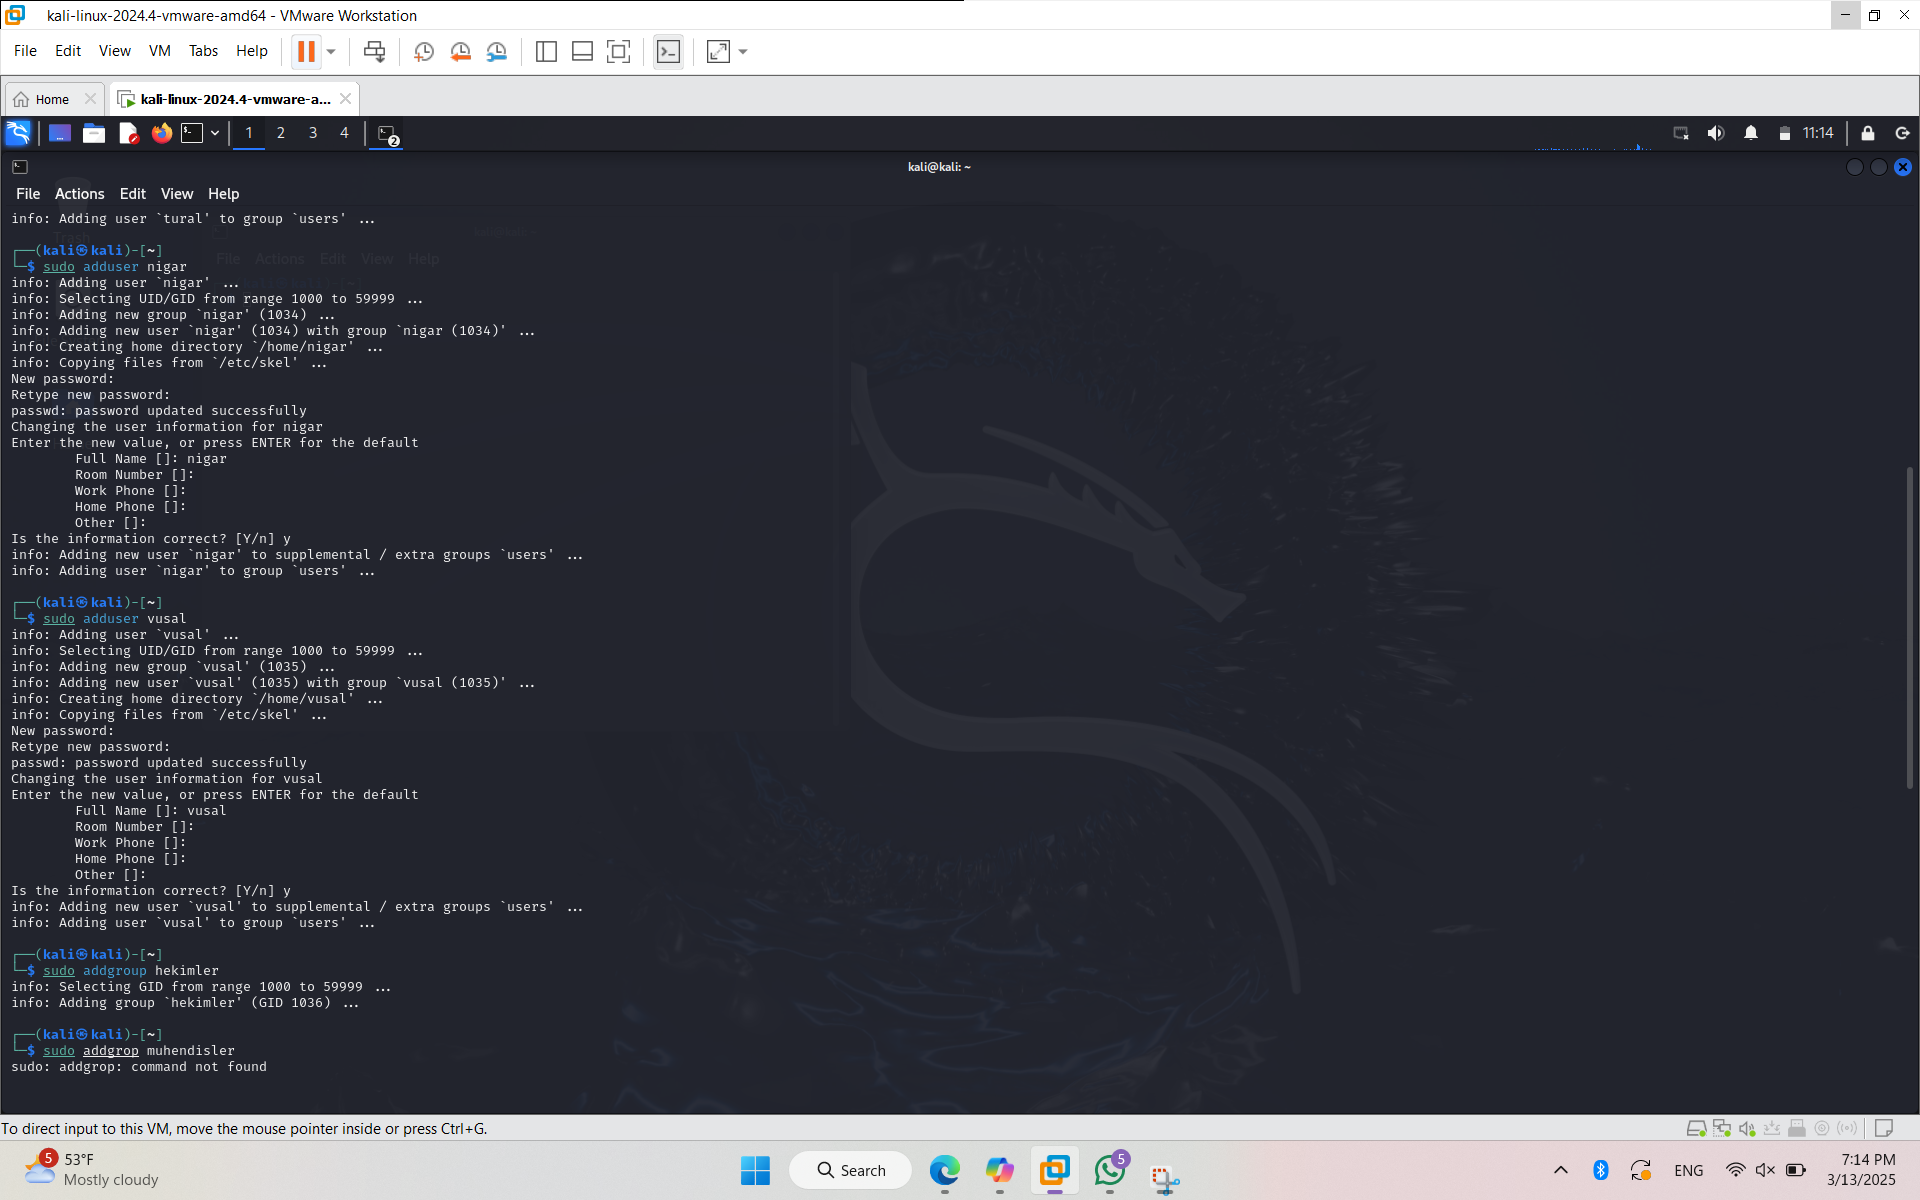 kali-linux-2024.4-vmware-amd64 - VMware Workstation
File Edit View VM Tabs Help
Home
kali-linux-2024.4-vmware-a...
1 2 3 4 2 11:14
kali@kali: ~
File Actions Edit View Help
info: Adding user `tural' to group `users' ...
┌──(kali㉿kali)-[~]
└─$ sudo adduser nigar
info: Adding user `nigar' ...
info: Selecting UID/GID from range 1000 to 59999 ...
info: Adding new group `nigar' (1034) ...
info: Adding new user `nigar' (1034) with group `nigar (1034)' ...
info: Creating home directory `/home/nigar' ...
info: Copying files from `/etc/skel' ...
New password:
Retype new password:
passwd: password updated successfully
Changing the user information for nigar
Enter the new value, or press ENTER for the default
Full Name []: nigar
Room Number []:
Work Phone []:
Home Phone []:
Other []:
Is the information correct? [Y/n] y
info: Adding new user `nigar' to supplemental / extra groups `users' ...
info: Adding user `nigar' to group `users' ...
┌──(kali㉿kali)-[~]
└─$ sudo adduser vusal
info: Adding user `vusal' ...
info: Selecting UID/GID from range 1000 to 59999 ...
info: Adding new group `vusal' (1035) ...
info: Adding new user `vusal' (1035) with group `vusal (1035)' ...
info: Creating home directory `/home/vusal' ...
info: Copying files from `/etc/skel' ...
New password:
Retype new password:
passwd: password updated successfully
Changing the user information for vusal
Enter the new value, or press ENTER for the default
Full Name []: vusal
Room Number []:
Work Phone []:
Home Phone []:
Other []:
Is the information correct? [Y/n] y
info: Adding new user `vusal' to supplemental / extra groups `users' ...
info: Adding user `vusal' to group `users' ...
┌──(kali㉿kali)-[~]
└─$ sudo addgroup hekimler
info: Selecting GID from range 1000 to 59999 ...
info: Adding group `hekimler' (GID 1036) ...
┌──(kali㉿kali)-[~]
└─$ sudo addgrop muhendisler
sudo: addgrop: command not found
To direct input to this VM, move the mouse pointer inside or press Ctrl+G.
5 53°F
Mostly cloudy
Search
5
ENG
7:14 PM
3/13/2025